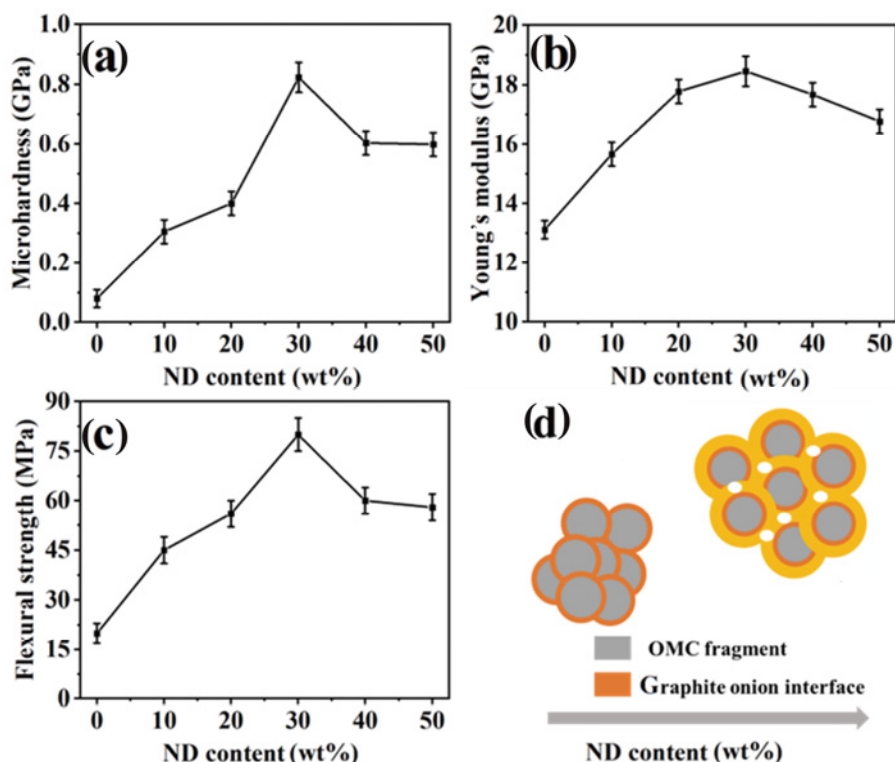 (a)
Microhardness (GPa)
1.0
0.8
0.6
0.4
0.2
0.0
0 10 20 30 40 50
ND content (wt%)
(b)
Young's modulus (GPa)
20
18
16
14
12
10
0 10 20 30 40 50
ND content (wt%)
(c)
Flexural strength (MPa)
90
75
60
45
30
15
0
0 10 20 30 40 50
ND content (wt%)
(d)
OMC fragment
Graphite onion interface
ND content (wt%)